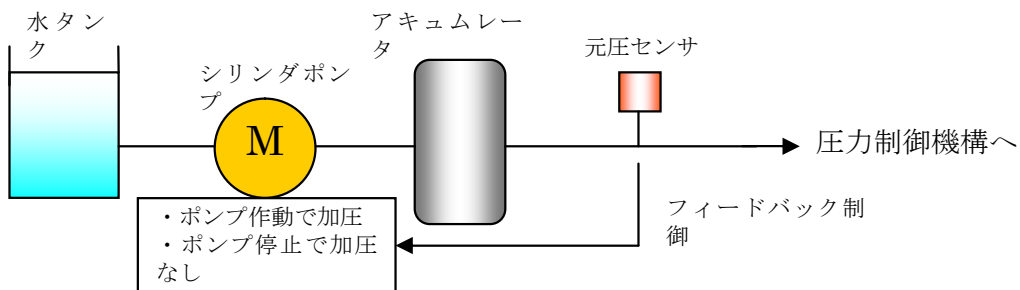 水タン
ク
アキュムレー
タ
元圧センサ
シリンダポン
プ
M
圧力制御機構へ
・ポンプ作動で加圧
・ポンプ停止で加圧
なし
フィードバック制
御